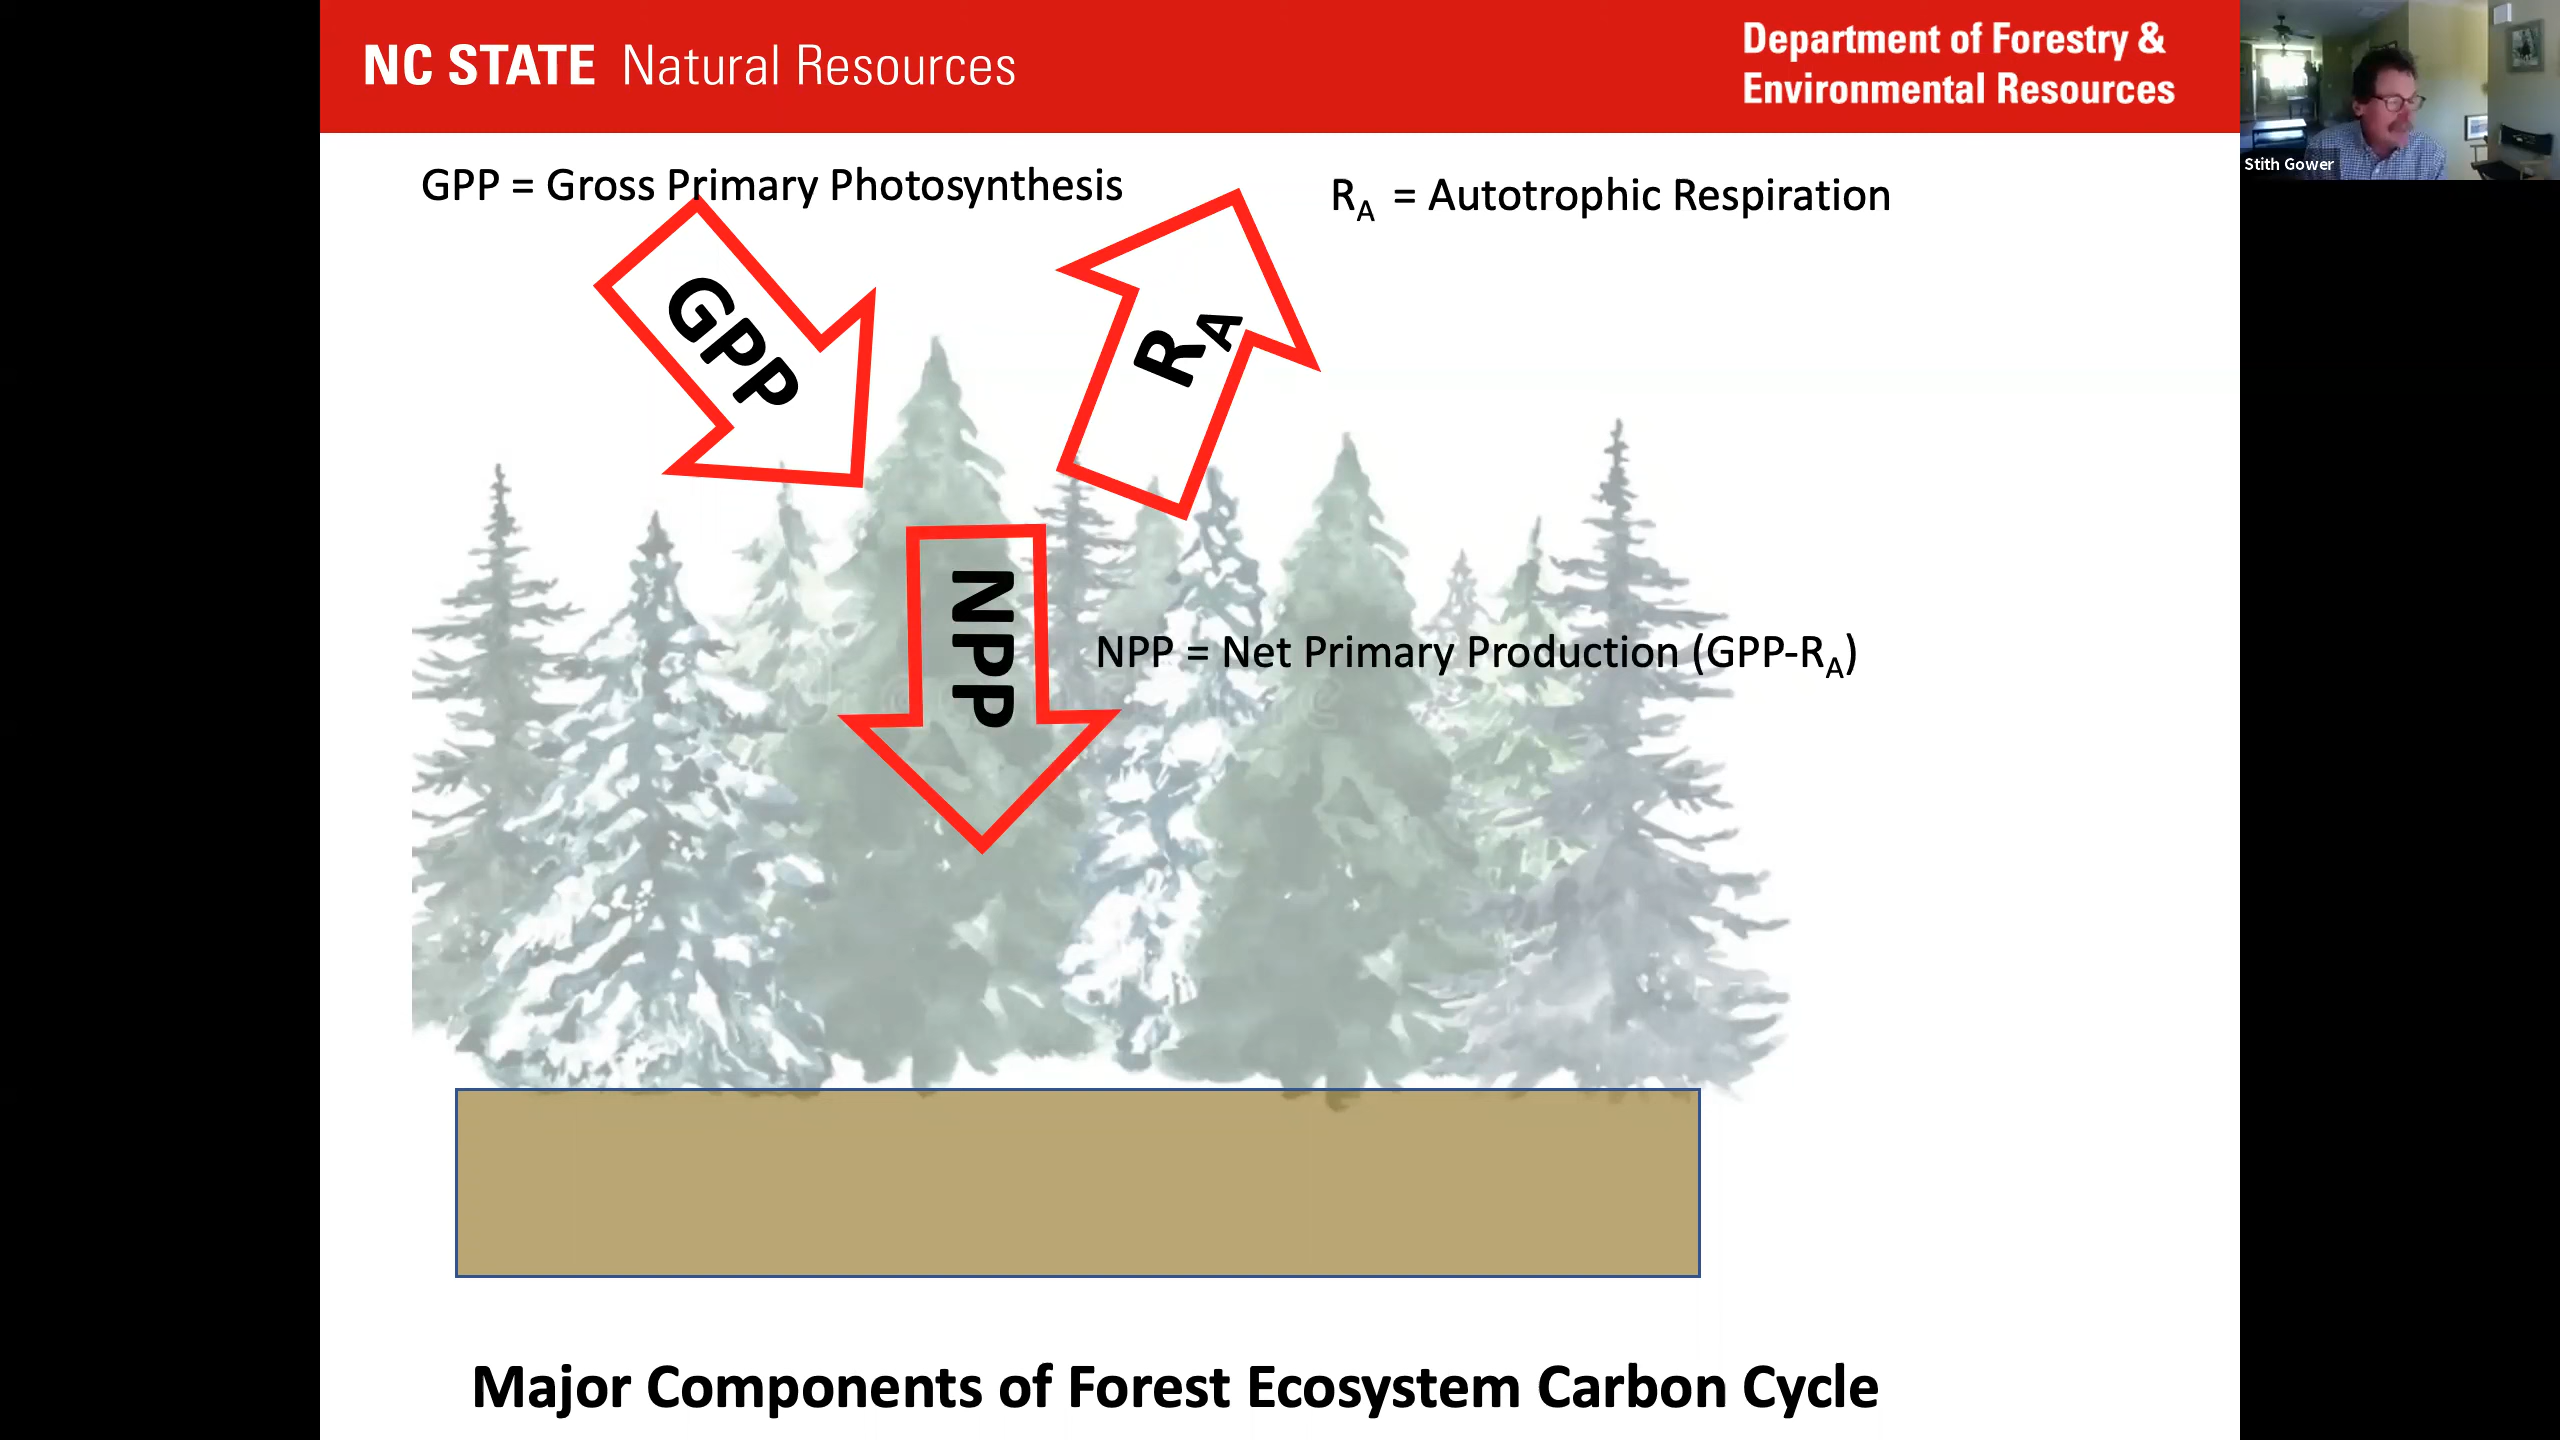 NC STATE Natural Resources
Department of Forestry &
Environmental Resources
Stith Gower
GPP = Gross Primary Photosynthesis
RA = Autotrophic Respiration
GPP
RA
NPP
NPP = Net Primary Production (GPP-RA)
Major Components of Forest Ecosystem Carbon Cycle